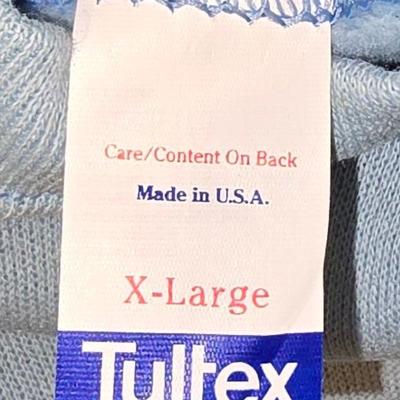 Care/Content On Back
Made in U.S.A.
X-Large
Tultex